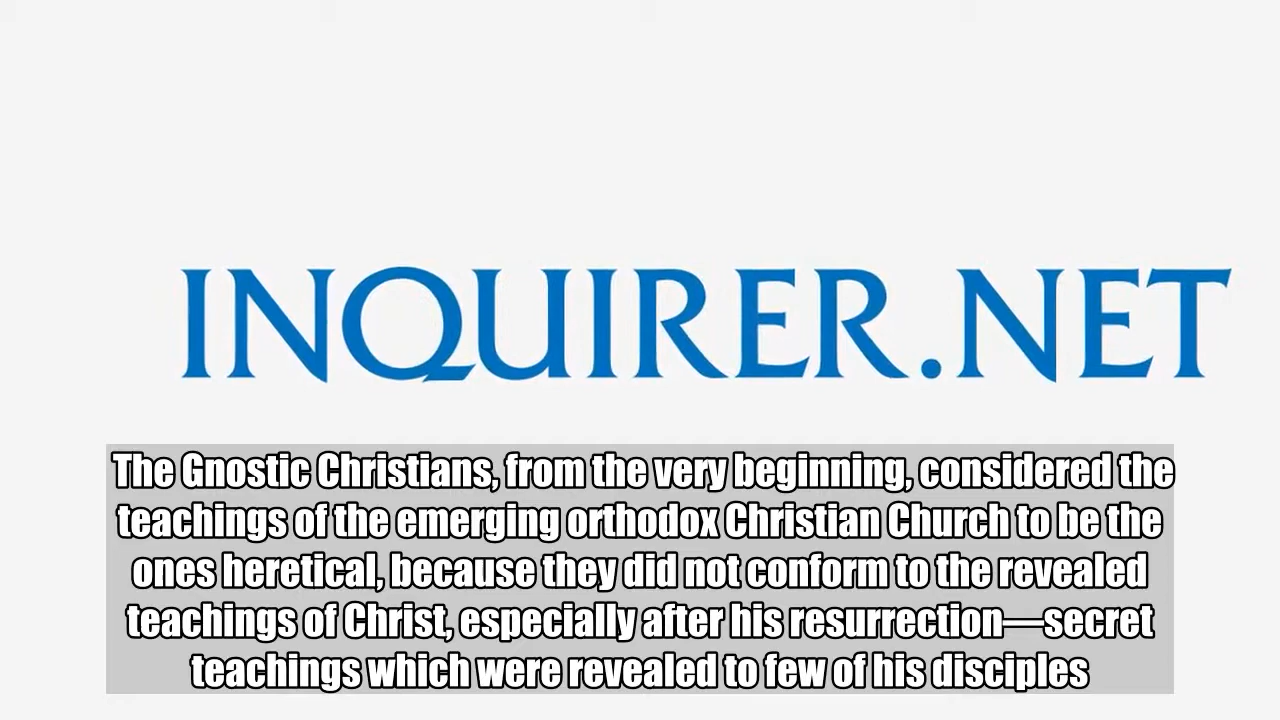 INQUIRER.NET
The Gnostic Christians, from the very beginning, considered the
teachings of the emerging orthodox Christian Church to be the
ones heretical, because they did not conform to the revealed
teachings of Christ, especially after his resurrection—secret
teachings which were revealed to few of his disciples